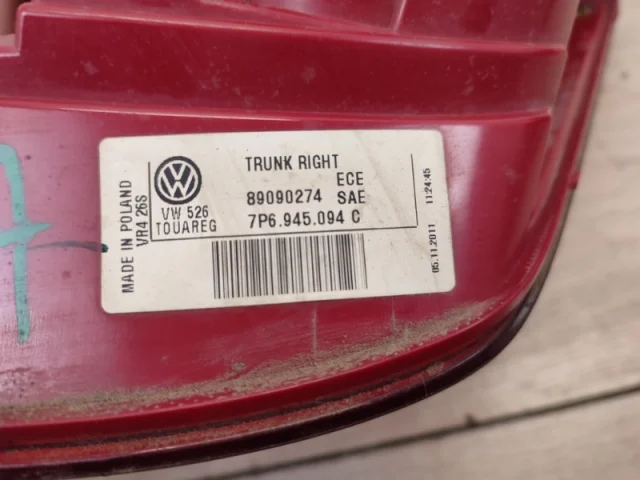 MADE IN POLAND
VR4 26S
VW 526
TOUAREG
TRUNK RIGHT
ECE
89090274 SAE
7P6.945.094 C
05.11.2011 11:24:45